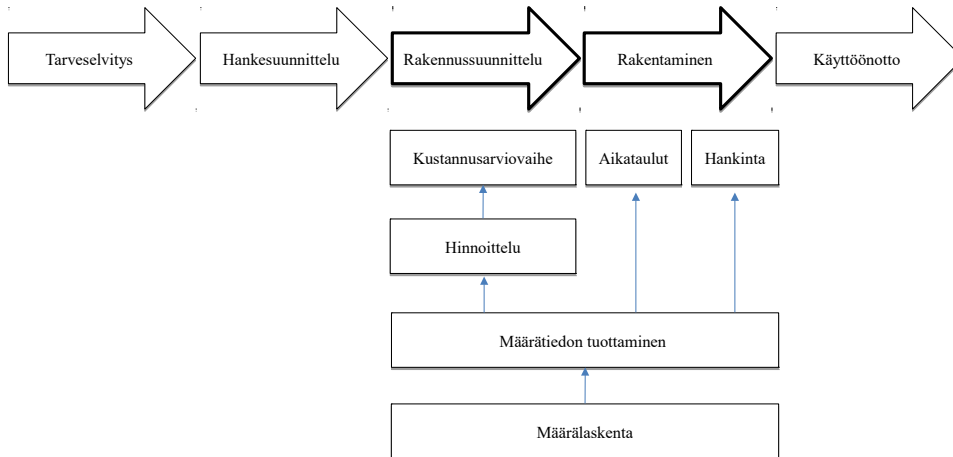 Tarveselvitys
Hankesuunnittelu
Rakennussuunnittelu
Rakentaminen
Käyttöönotto
Kustannusarviovaihe
Aikataulut
Hankinta
Hinnoittelu
Määrätiedon tuottaminen
Määrälaskenta